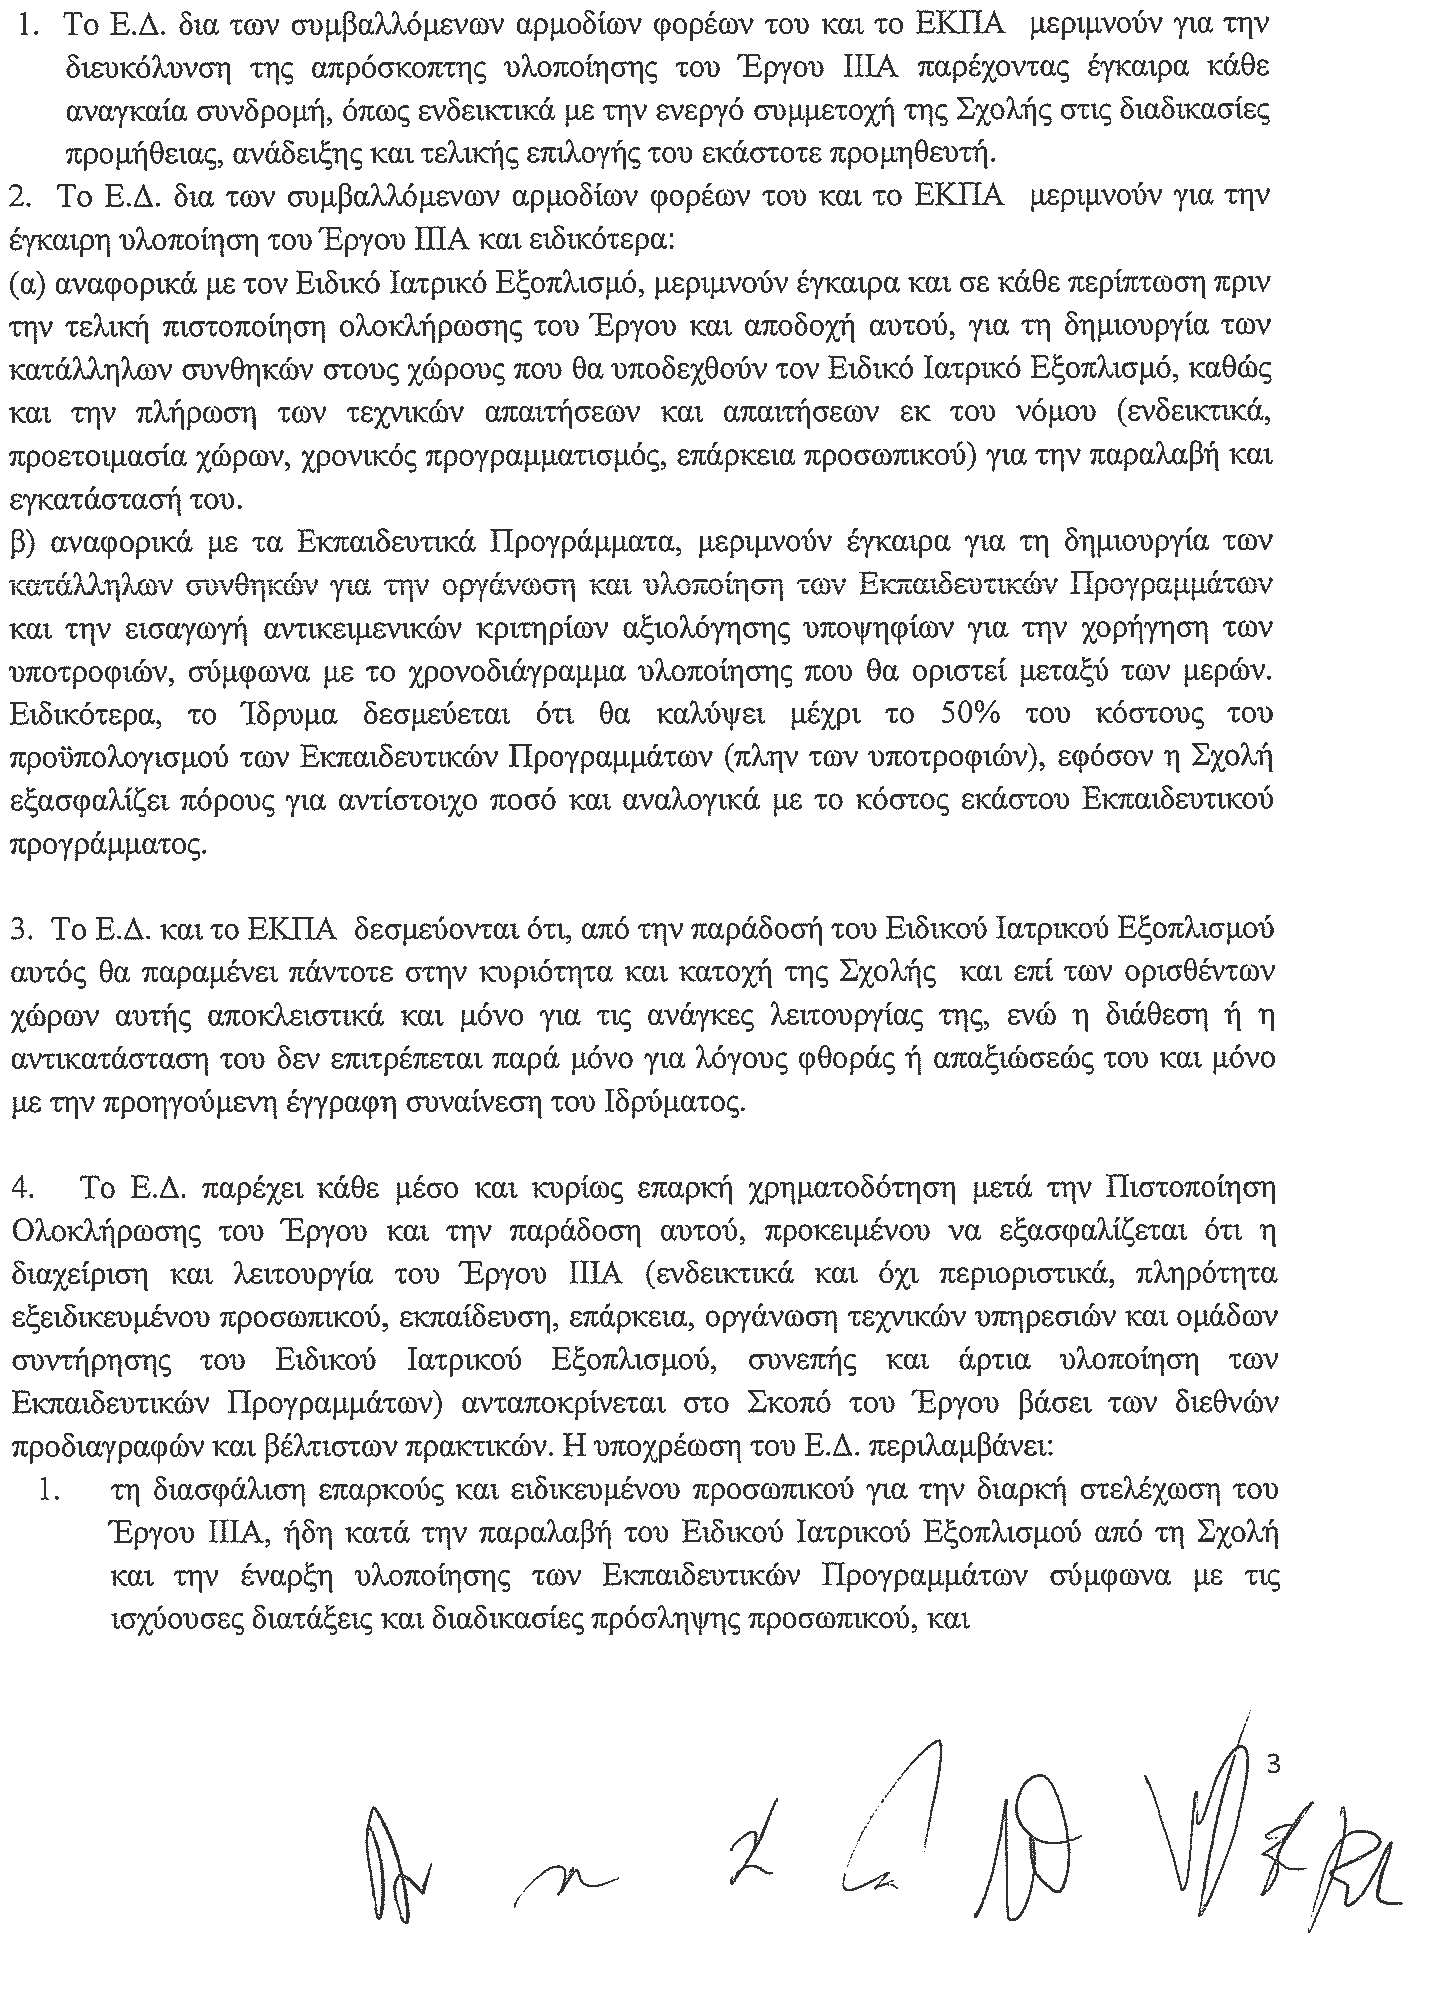 1. Το Ε.Δ. δια των συμβαλλόμενων αρμοδίων φορέων του και το ΕΚΠΑ μεριμνούν για την
διευκόλυνση της απρόσκοπτης υλοποίησης του Έργου ΙΙΙΑ παρέχοντας έγκαιρα κάθε
αναγκαία συνδρομή, όπως ενδεικτικά με την ενεργό συμμετοχή της Σχολής στις διαδικασίες
προμήθειας, ανάδειξης και τελικής επιλογής του εκάστοτε προμηθευτή.
2. Το Ε.Δ. δια των συμβαλλόμενων αρμοδίων φορέων του και το ΕΚΠΑ μεριμνούν για την
έγκαιρη υλοποίηση του Έργου ΙΙΙΑ και ειδικότερα:
(α) αναφορικά με τον Ειδικό Ιατρικό Εξοπλισμό, μεριμνούν έγκαιρα και σε κάθε περίπτωση πριν
την τελική πιστοποίηση ολοκλήρωσης του Έργου και αποδοχή αυτού, για τη δημιουργία των
κατάλληλων συνθηκών στους χώρους που θα υποδεχθούν τον Ειδικό Ιατρικό Εξοπλισμό, καθώς
και την πλήρωση των τεχνικών απαιτήσεων και απαιτήσεων εκ του νόμου (ενδεικτικά,
προετοιμασία χώρων, χρονικός προγραμματισμός, επάρκεια προσωπικού) για την παραλαβή και
εγκατάστασή του.
β) αναφορικά με τα Εκπαιδευτικά Προγράμματα, μεριμνούν έγκαιρα για τη δημιουργία των
κατάλληλων συνθηκών για την οργάνωση και υλοποίηση των Εκπαιδευτικών Προγραμμάτων
και την εισαγωγή αντικειμενικών κριτηρίων αξιολόγησης υποψηφίων για την χορήγηση των
υποτροφιών, σύμφωνα με το χρονοδιάγραμμα υλοποίησης που θα οριστεί μεταξύ των μερών.
Ειδικότερα, το Ίδρυμα δεσμεύεται ότι θα καλύψει μέχρι το 50% του κόστους του
προϋπολογισμού των Εκπαιδευτικών Προγραμμάτων (πλην των υποτροφιών), εφόσον η Σχολή
εξασφαλίζει πόρους για αντίστοιχο ποσό και αναλογικά με το κόστος εκάστου Εκπαιδευτικού
προγράμματος.
3. Το Ε.Δ. και το ΕΚΠΑ δεσμεύονται ότι, από την παράδοσή του Ειδικού Ιατρικού Εξοπλισμού
αυτός θα παραμένει πάντοτε στην κυριότητα και κατοχή της Σχολής και επί των ορισθέντων
χώρων αυτής αποκλειστικά και μόνο για τις ανάγκες λειτουργίας της, ενώ η διάθεση ή η
αντικατάσταση του δεν επιτρέπεται παρά μόνο για λόγους φθοράς ή απαξιώσεώς του και μόνο
με την προηγούμενη έγγραφη συναίνεση του Ιδρύματος.
4. Το Ε.Δ. παρέχει κάθε μέσο και κυρίως επαρκή χρηματοδότηση μετά την Πιστοποίηση
Ολοκλήρωσης του Έργου και την παράδοση αυτού, προκειμένου να εξασφαλίζεται ότι η
διαχείριση και λειτουργία του Έργου ΙΙΙΑ (ενδεικτικά και όχι περιοριστικά, πληρότητα
εξειδικευμένου προσωπικού, εκπαίδευση, επάρκεια, οργάνωση τεχνικών υπηρεσιών και ομάδων
συντήρησης του Ειδικού Ιατρικού Εξοπλισμού, συνεπής και άρτια υλοποίηση των
Εκπαιδευτικών Προγραμμάτων) ανταποκρίνεται στο Σκοπό του Έργου βάσει των διεθνών
προδιαγραφών και βέλτιστων πρακτικών. Η υποχρέωση του Ε.Δ. περιλαμβάνει:
1. τη διασφάλιση επαρκούς και ειδικευμένου προσωπικού για την διαρκή στελέχωση του
Έργου ΙΙΙΑ, ήδη κατά την παραλαβή του Ειδικού Ιατρικού Εξοπλισμού από τη Σχολή
και την έναρξη υλοποίησης των Εκπαιδευτικών Προγραμμάτων σύμφωνα με τις
ισχύουσες διατάξεις και διαδικασίες πρόσληψης προσωπικού, και
3